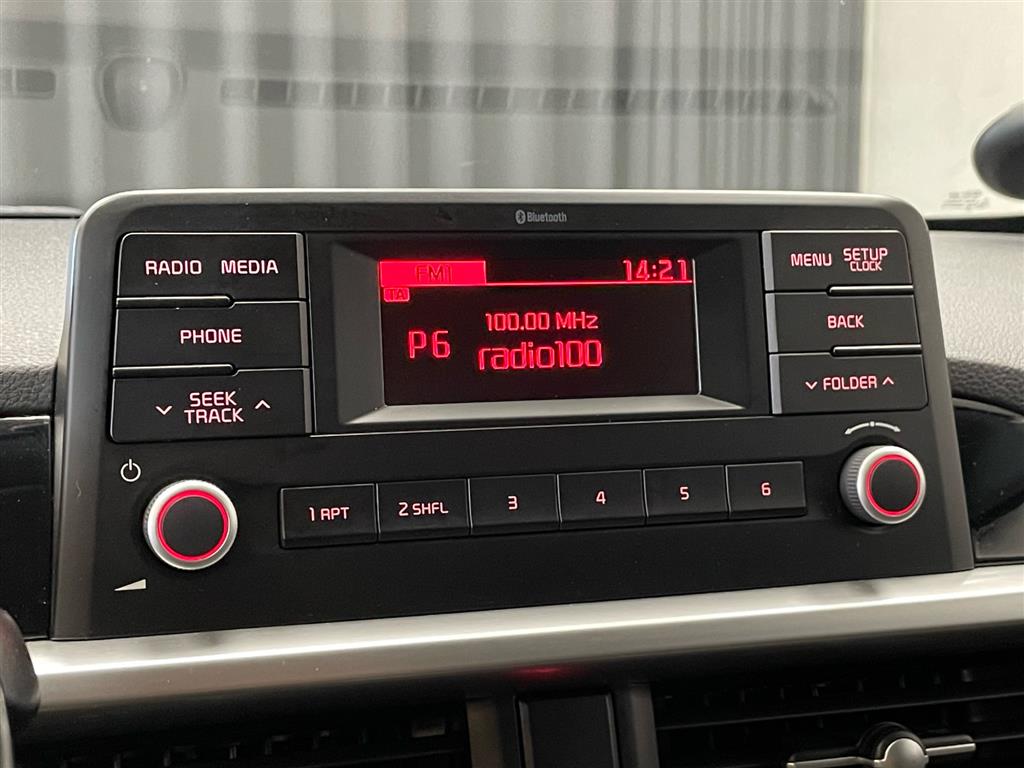 Bluetooth
RADIO MEDIA
PHONE
SEEK
TRACK
FM1 14:21
TA
100.00 MHz
P6 radio100
MENU SETUP
CLOCK
BACK
FOLDER
1 RPT 2 SHFL 3 4 5 6